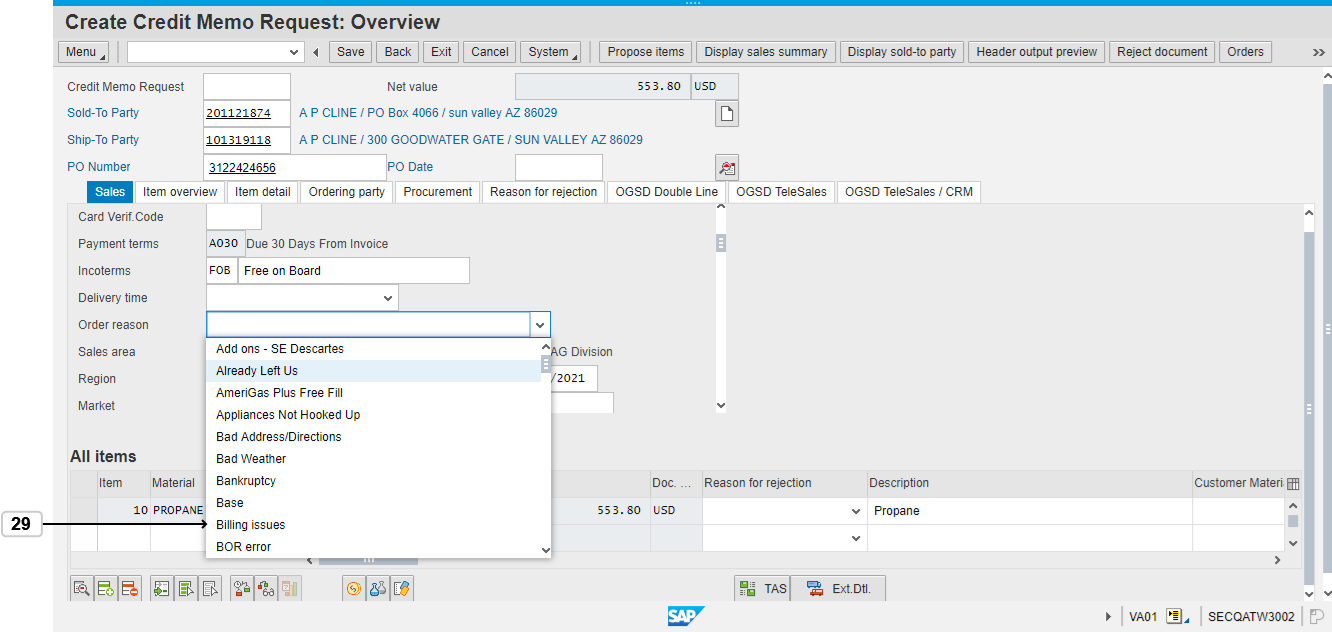 Create Credit Memo Request: Overview
Menu Save Back Exit Cancel System Propose items Display sales summary Display sold-to party Header output preview Reject document Orders
Credit Memo Request Net value 553.80 USD
Sold-To Party 201121874 A P CLINE / PO Box 4066 / sun valley AZ 86029
Ship-To Party 101319118 A P CLINE / 300 GOODWATER GATE / SUN VALLEY AZ 86029
PO Number 3122424656 PO Date
Sales Item overview Item detail Ordering party Procurement Reason for rejection OGSD Double Line OGSD TeleSales OGSD TeleSales / CRM
Card Verif.Code
Payment terms A030 Due 30 Days From Invoice
Incoterms FOB Free on Board
Delivery time
Order reason
Sales area AG Division
Region /2021
Market
Add ons - SE Descartes
Already Left Us
AmeriGas Plus Free Fill
Appliances Not Hooked Up
Bad Address/Directions
Bad Weather
Bankruptcy
Base
Billing issues
BOR error
All items
Item Material Doc. ... Reason for rejection Description Customer Materi
10 PROPANE 553.80 USD Propane
29
TAS Ext.Dtl.
SAP VA01 SECQATW3002